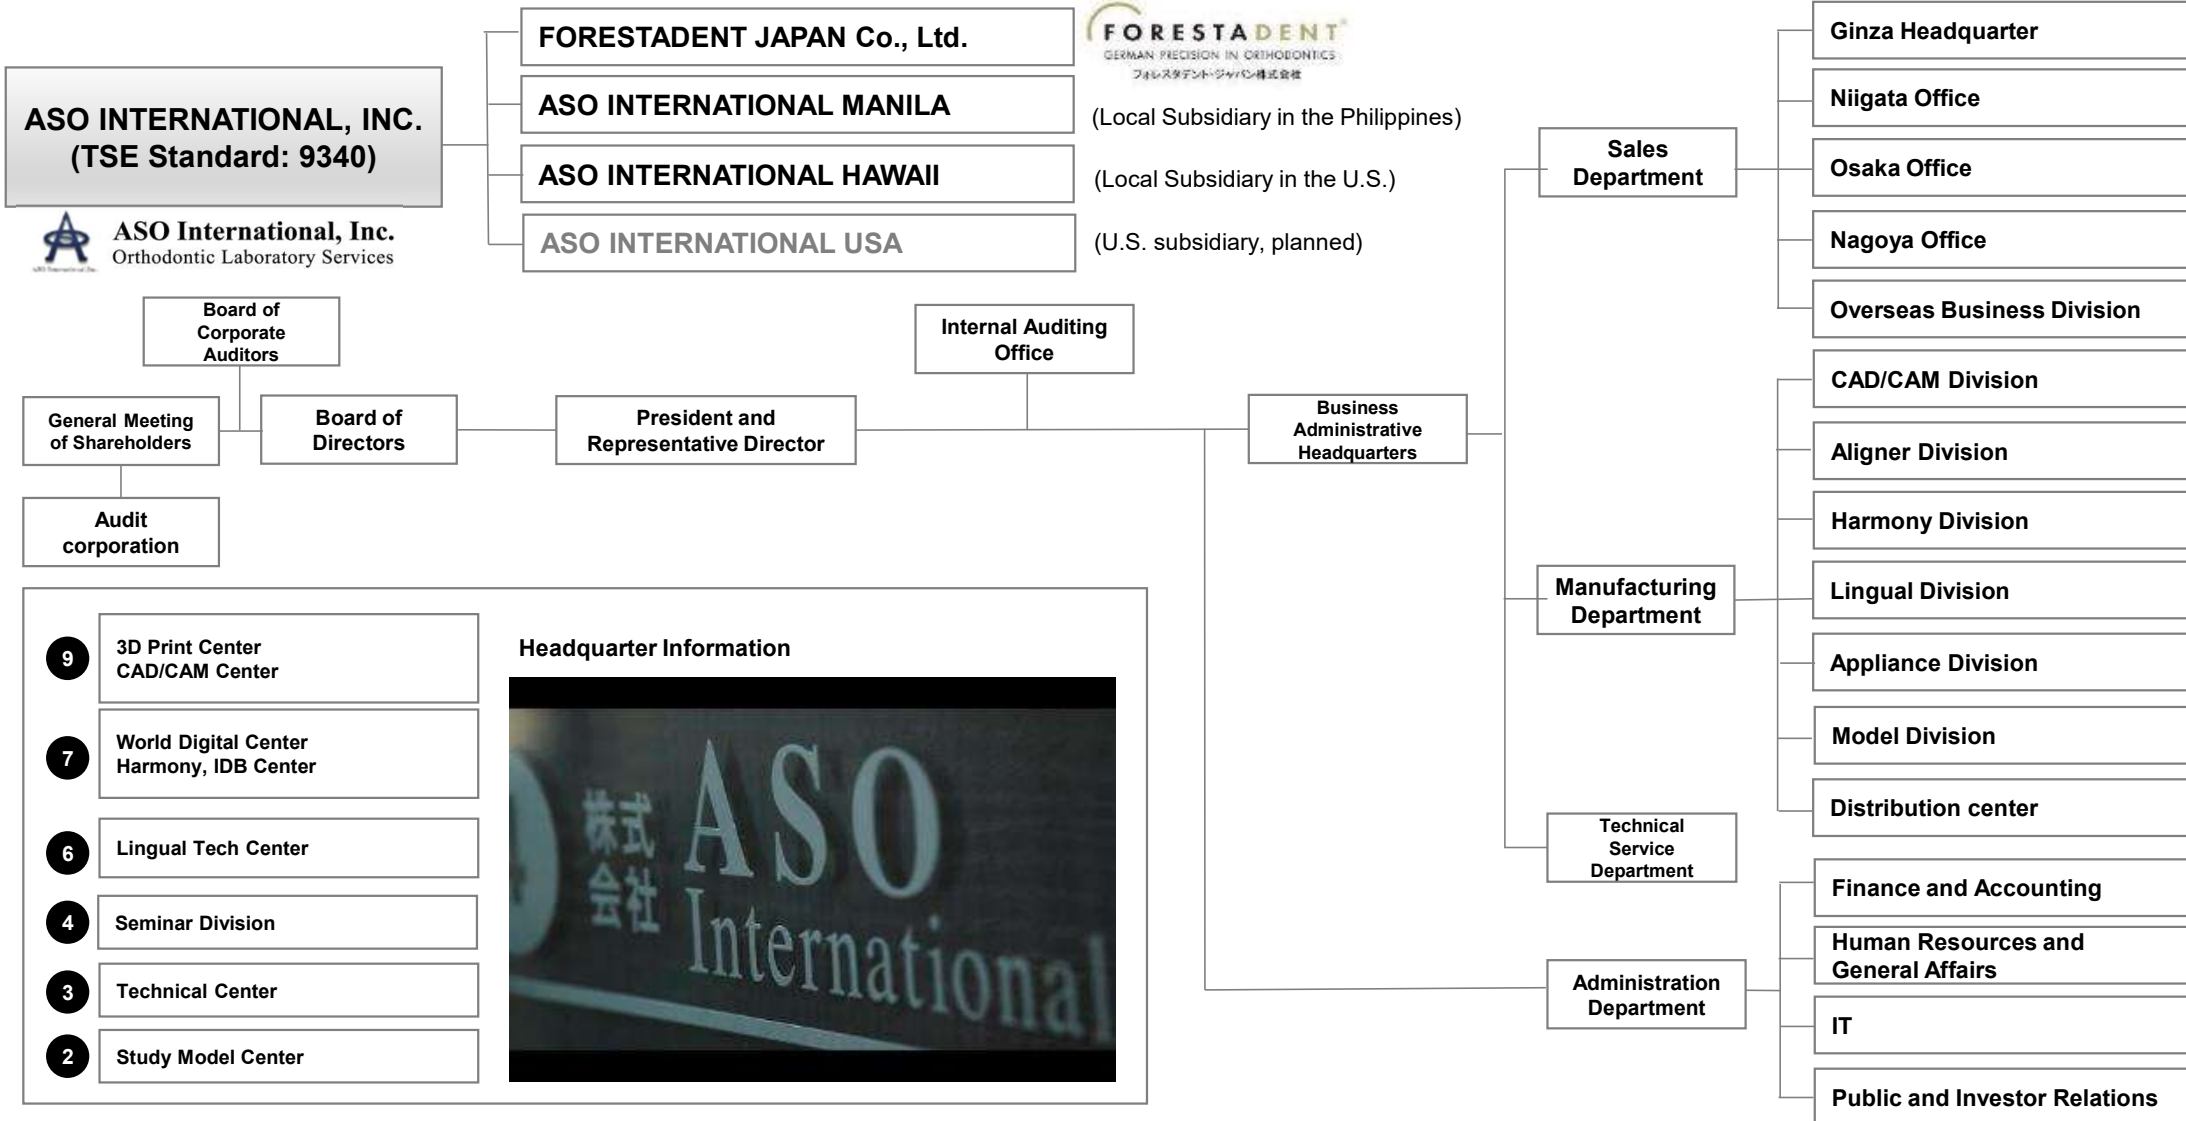 ASO INTERNATIONAL, INC.
(TSE Standard: 9340)
ASO International, Inc.
Orthodontic Laboratory Services
FORESTADENT JAPAN Co., Ltd.
ASO INTERNATIONAL MANILA
(Local Subsidiary in the Philippines)
ASO INTERNATIONAL HAWAII
(Local Subsidiary in the U.S.)
ASO INTERNATIONAL USA
(U.S. subsidiary, planned)
FORESTADENT®
GERMAN PRECISION IN ORTHODONTICS
フォレスタデント・ジャパン株式会社
Board of
Corporate
Auditors
General Meeting
of Shareholders
Audit
corporation
Board of
Directors
President and
Representative Director
Internal Auditing
Office
Business
Administrative
Headquarters
Sales
Department
Ginza Headquarter
Niigata Office
Osaka Office
Nagoya Office
Overseas Business Division
Manufacturing
Department
CAD/CAM Division
Aligner Division
Harmony Division
Lingual Division
Appliance Division
Model Division
Distribution center
Technical
Service
Department
Administration
Department
Finance and Accounting
Human Resources and
General Affairs
IT
Public and Investor Relations
9
3D Print Center
CAD/CAM Center
7
World Digital Center
Harmony, IDB Center
6
Lingual Tech Center
4
Seminar Division
3
Technical Center
2
Study Model Center
Headquarter Information
株式
会社
ASO
International